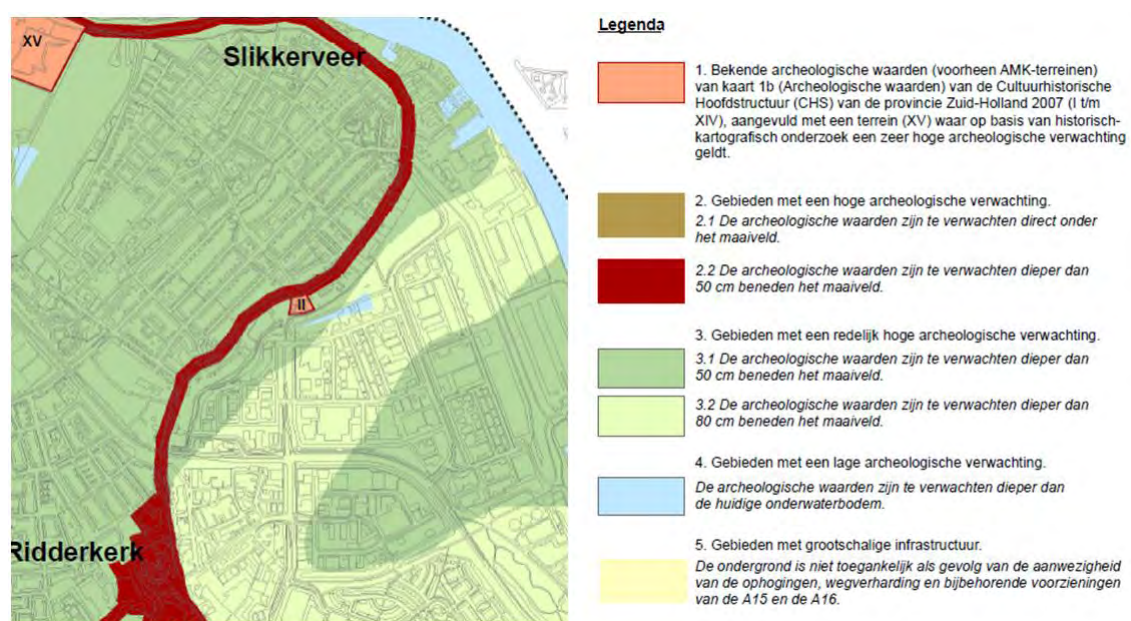 XV
Slikkerveer
II
Ridderkerk
Legenda
1. Bekende archeologische waarden (voorheen AMK-terreinen)
van kaart 1b (Archeologische waarden) van de Cultuurhistorische
Hoofdstructuur (CHS) van de provincie Zuid-Holland 2007 (I t/m
XIV), aangevuld met een terrein (XV) waar op basis van historisch-
kartografisch onderzoek een zeer hoge archeologische verwachting
geldt.
2. Gebieden met een hoge archeologische verwachting.
2.1 De archeologische waarden zijn te verwachten direct onder
het maaiveld.
2.2 De archeologische waarden zijn te verwachten dieper dan
50 cm beneden het maaiveld.
3. Gebieden met een redelijk hoge archeologische verwachting.
3.1 De archeologische waarden zijn te verwachten dieper dan
50 cm beneden het maaiveld.
3.2 De archeologische waarden zijn te verwachten dieper dan
80 cm beneden het maaiveld.
4. Gebieden met een lage archeologische verwachting.
De archeologische waarden zijn te verwachten dieper dan
de huidige onderwaterbodem.
5. Gebieden met grootschalige infrastructuur.
De ondergrond is niet toegankelijk als gevolg van de aanwezigheid
van de ophogingen, wegverharding en bijbehorende voorzieningen
van de A15 en de A16.